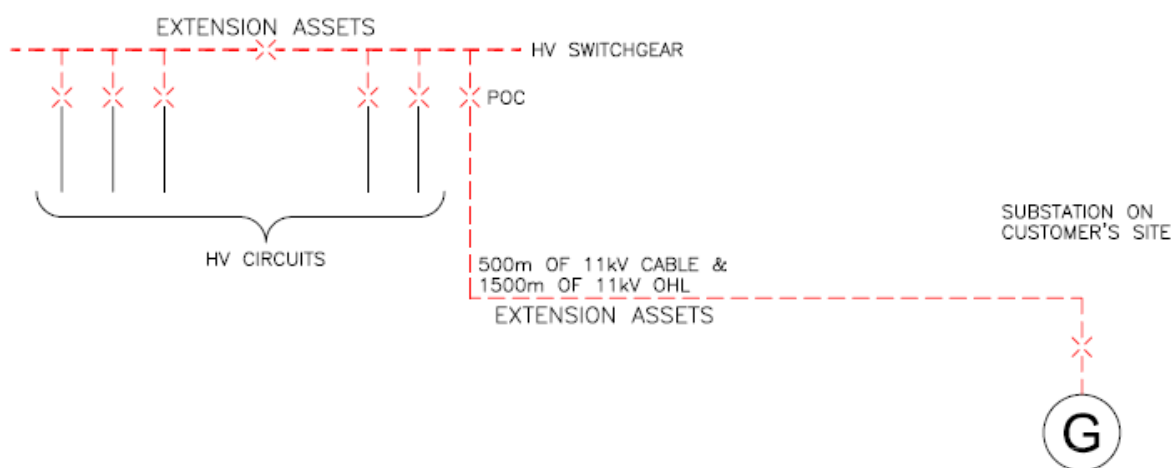 EXTENSION ASSETS
HV SWITCHGEAR
POC
HV CIRCUITS
SUBSTATION ON
CUSTOMER'S SITE
500m OF 11kV CABLE &
1500m OF 11kV OHL
EXTENSION ASSETS
G